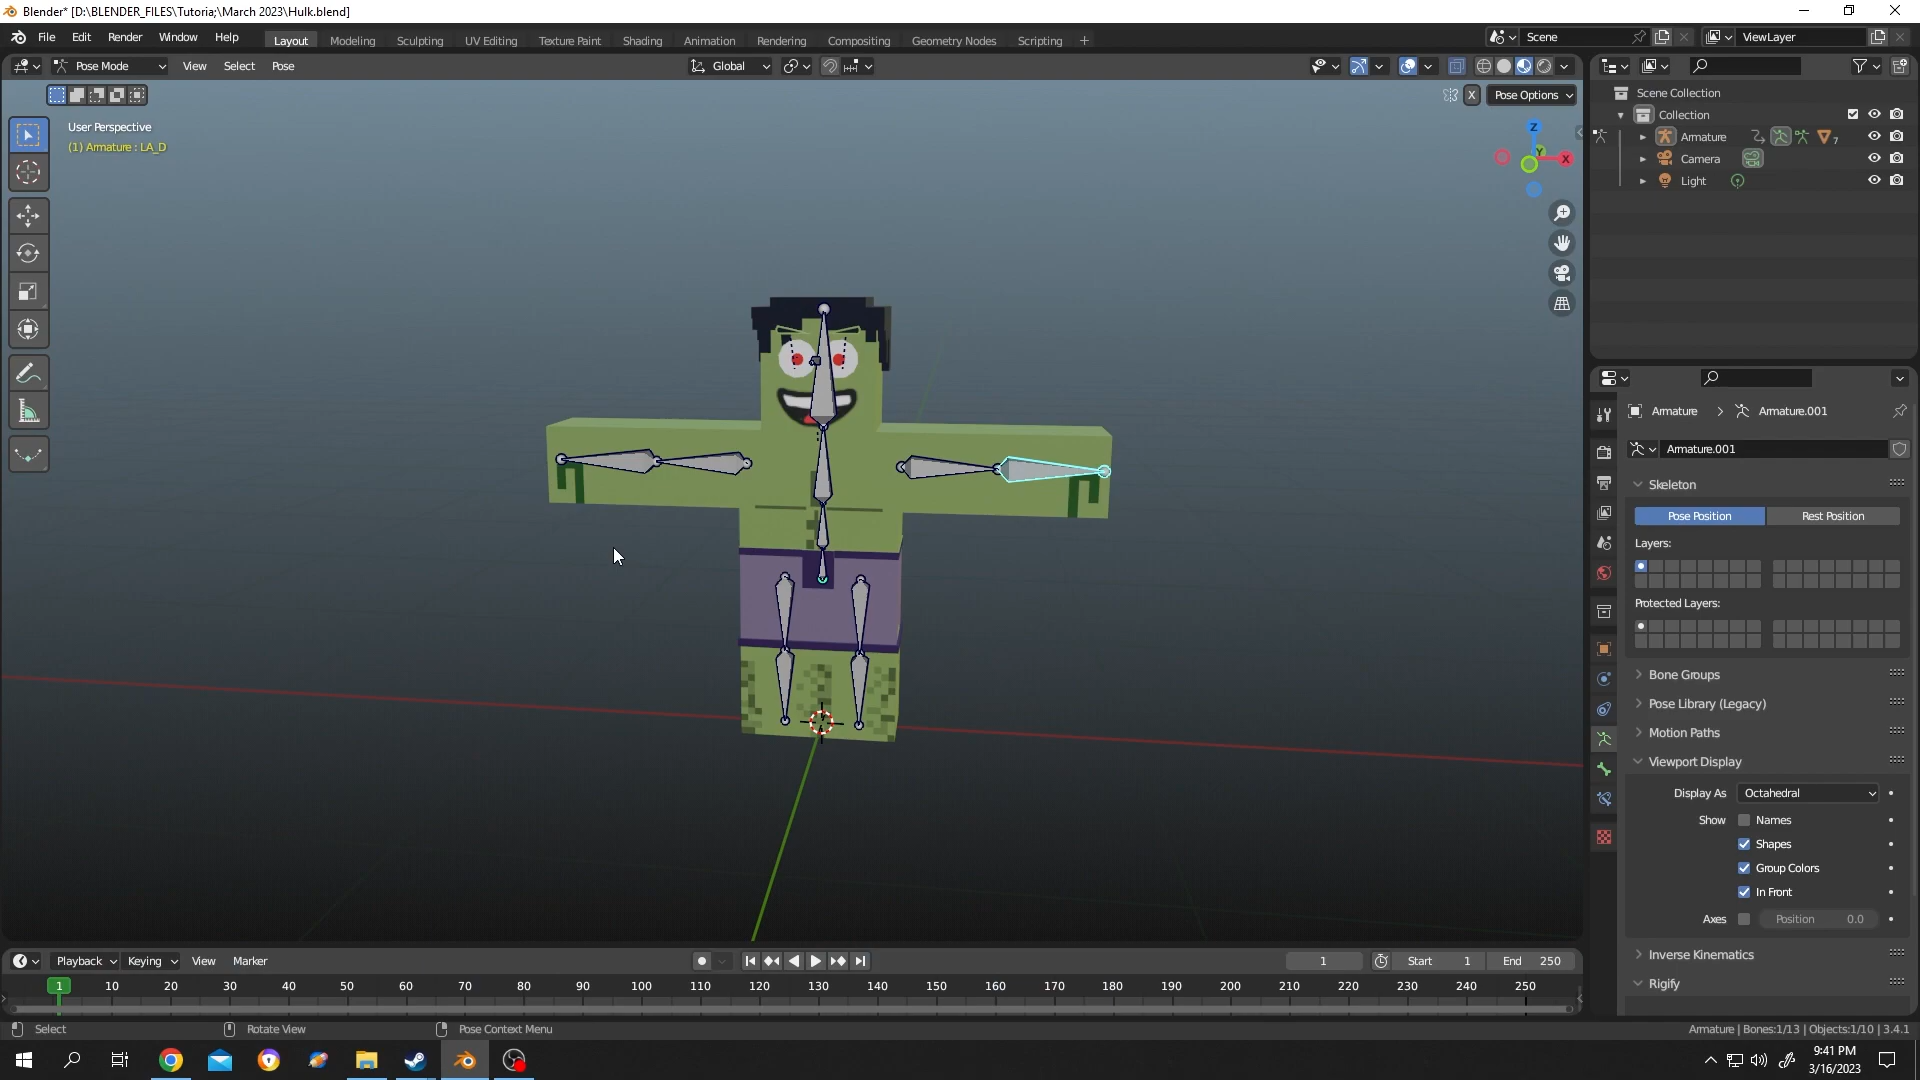 Blender* [D:\BLENDER_FILES\Tutoria;\March 2023\Hulk.blend]
File Edit Render Window Help
Layout Modeling Sculpting UV Editing Texture Paint Shading Animation Rendering Compositing Geometry Nodes Scripting +
Scene
ViewLayer
Pose Mode View Select Pose
Global
X Pose Options
User Perspective
(1) Armature : LA_D
Z
Y
X
Scene Collection
Collection
Armature 7
Camera
Light
Armature > Armature.001
Armature.001
Skeleton
Pose Position Rest Position
Layers:
Protected Layers:
Bone Groups
Pose Library (Legacy)
Motion Paths
Viewport Display
Display As Octahedral
Show Names
Shapes
Group Colors
In Front
Axes Position 0.0
Inverse Kinematics
Rigify
Playback Keying View Marker
1 Start 1 End 250
1 10 20 30 40 50 60 70 80 90 100 110 120 130 140 150 160 170 180 190 200 210 220 230 240 250
Select Rotate View Pose Context Menu
Armature | Bones:1/13 | Objects:1/10 | 3.4.1
9:41 PM
3/16/2023